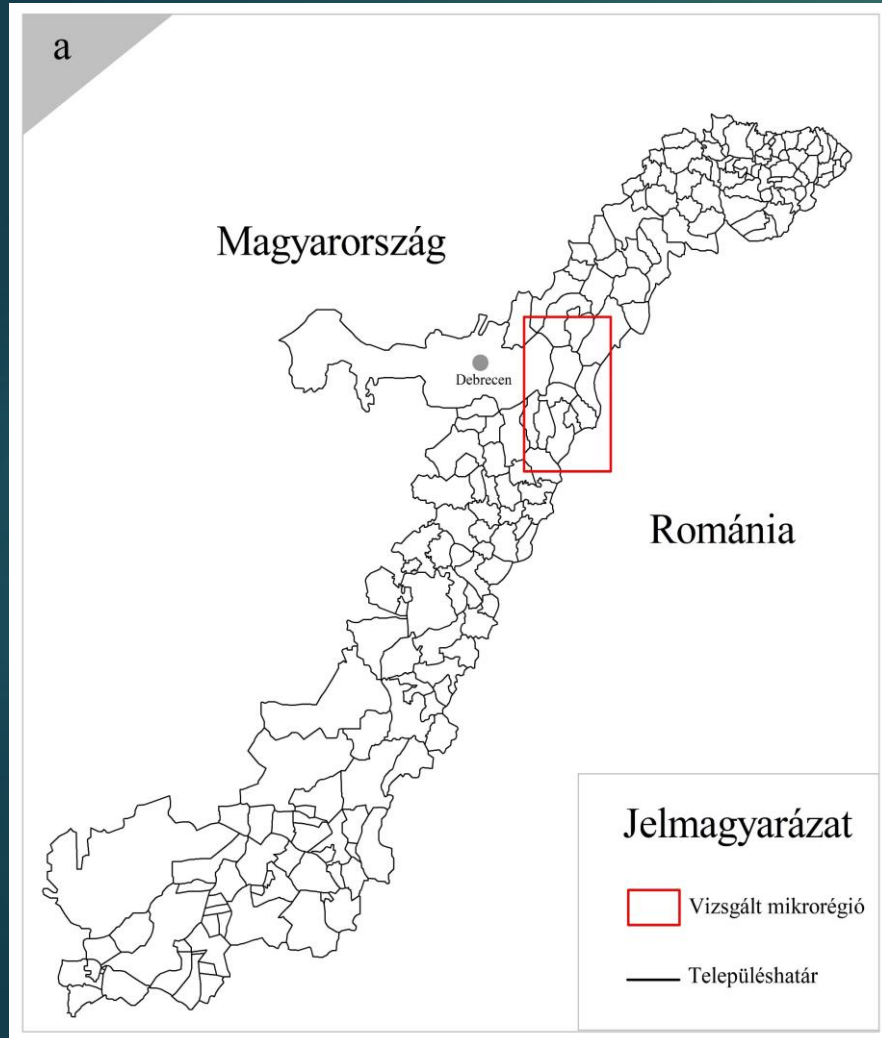 a
Magyarország
Debrecen
Románia
Jelmagyarázat
Vizsgált mikrorégió
Településhatár